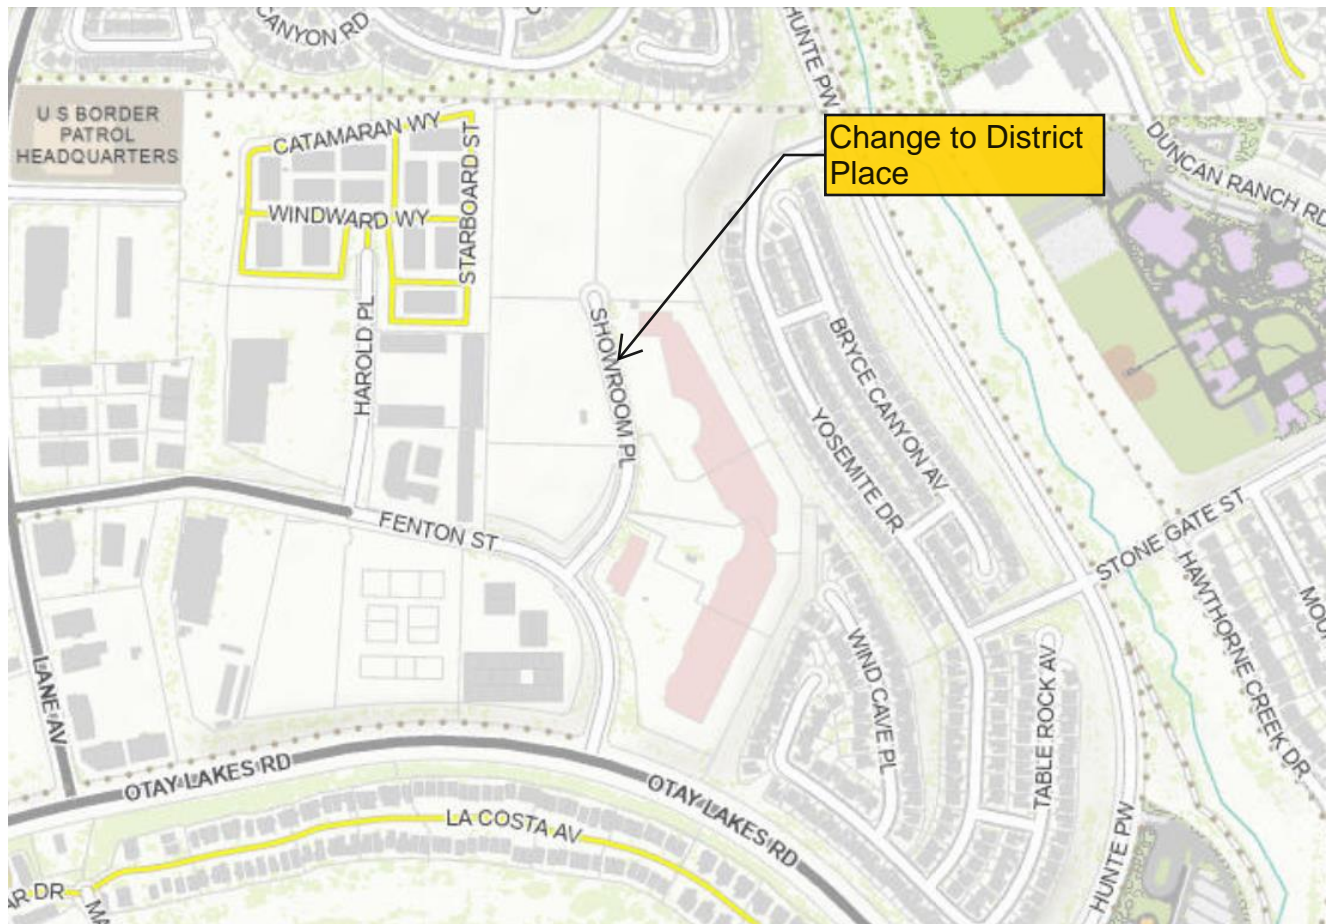 CANYON RD
HUNTE PW
U S BORDER
PATROL
HEADQUARTERS
CATAMARAN WY
STARBOARD ST
Change to District
Place
DUNCAN RANCH RD
WINDWARD WY
HAROLD PL
SHOWROOM PL
BRYCE CANYON AV
YOSEMITE DR
FENTON ST
STONE GATE ST
HAWTHORNE CREEK DR
MOU
LANE AV
WIND CAVE PL
TABLE ROCK AV
OTAY LAKES RD
OTAY LAKES RD
LA COSTA AV
HUNTE PW
AR DR
MA